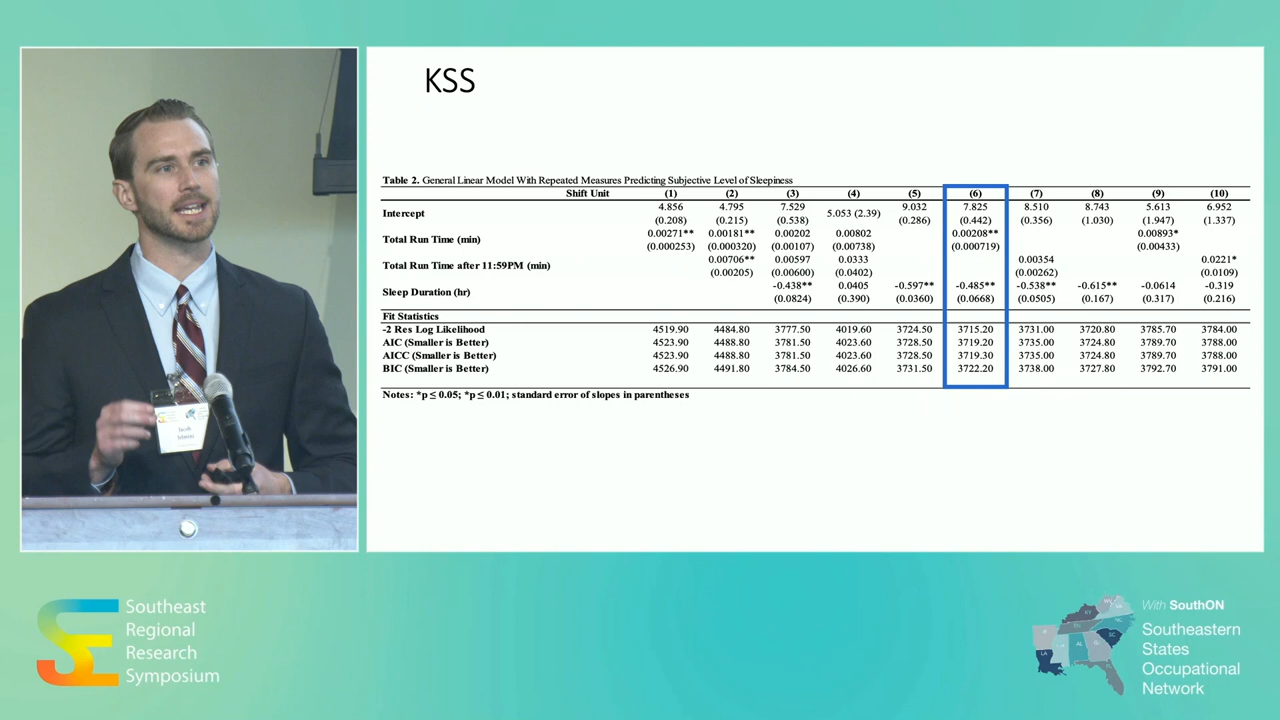 KSS
Table 2. General Linear Model With Repeated Measures Predicting Subjective Level of Sleepiness
Shift Unit (1) (2) (3) (4) (5) (6) (7) (8) (9) (10)
Intercept 4.856 (0.208) 4.795 (0.215) 7.529 (0.538) 5.053 (2.39) 9.032 (0.286) 7.825 (0.442) 8.510 (0.356) 8.743 (1.030) 5.613 (1.947) 6.952 (1.337)
Total Run Time (min) 0.00271** (0.000253) 0.00181** (0.000320) 0.00202 (0.00107) 0.00802 (0.00738) 0.00208** (0.000719) 0.00893* (0.00433)
Total Run Time after 11:59PM (min) 0.00706** (0.00205) 0.00597 (0.00600) 0.0333 (0.0402) 0.00354 (0.00262) 0.0221* (0.0109)
Sleep Duration (hr) -0.438** (0.0824) 0.0405 (0.390) -0.597** (0.0360) -0.485** (0.0668) -0.538** (0.0505) -0.615** (0.167) -0.0614 (0.317) -0.319 (0.216)
Fit Statistics
-2 Res Log Likelihood 4519.90 4484.80 3777.50 4019.60 3724.50 3715.20 3731.00 3720.80 3785.70 3784.00
AIC (Smaller is Better) 4523.90 4488.80 3781.50 4023.60 3728.50 3719.20 3735.00 3724.80 3789.70 3788.00
AICC (Smaller is Better) 4523.90 4488.80 3781.50 4023.60 3728.50 3719.30 3735.00 3724.80 3789.70 3788.00
BIC (Smaller is Better) 4526.90 4491.80 3784.50 4026.60 3731.50 3722.20 3738.00 3727.80 3792.70 3791.00
Notes: *p ≤ 0.05; *p ≤ 0.01; standard error of slopes in parentheses
Southeast
Regional
Research
Symposium
With SouthON
Southeastern
States
Occupational
Network
KY
TN
LA
AL
SC